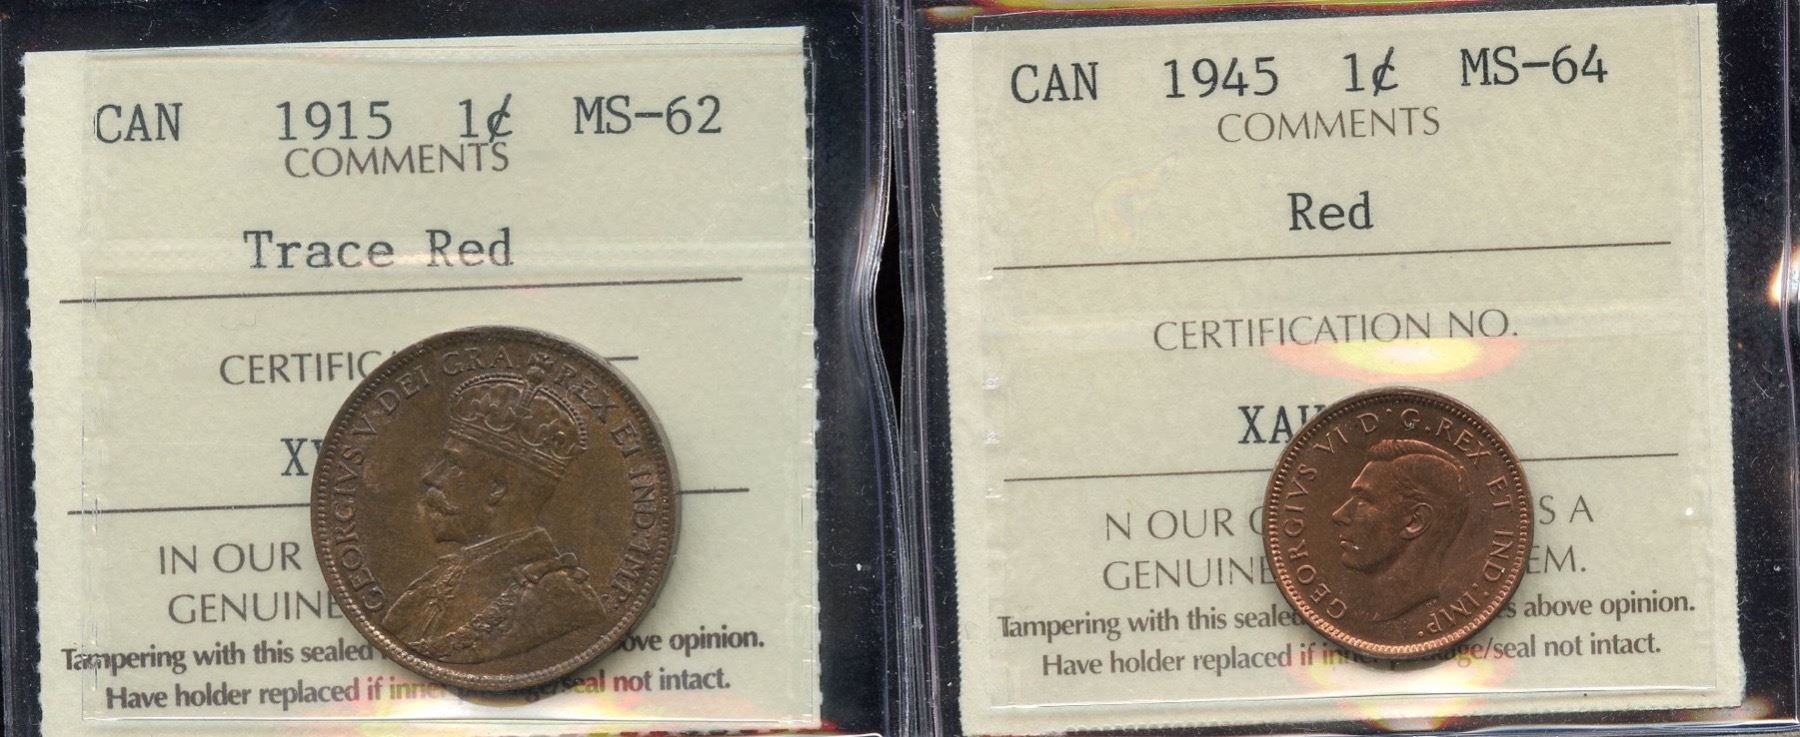 CAN 1915 1¢ MS-62
COMMENTS
Trace Red
CERTIFIC
GEORGIVS V DEI GRA REX ET IND: IMP:
IN OUR
GENUINE
Tampering with this sealed ove opinion.
Have holder replaced if inne seal not intact.
CAN 1945 1¢ MS-64
COMMENTS
Red
CERTIFICATION NO.
XA
GEORGIVS VI D: G: REX ET IND: IMP:
N OUR S A
GENUINE EM.
Tampering with this seale s above opinion.
Have holder replaced if inne age/seal not intact.